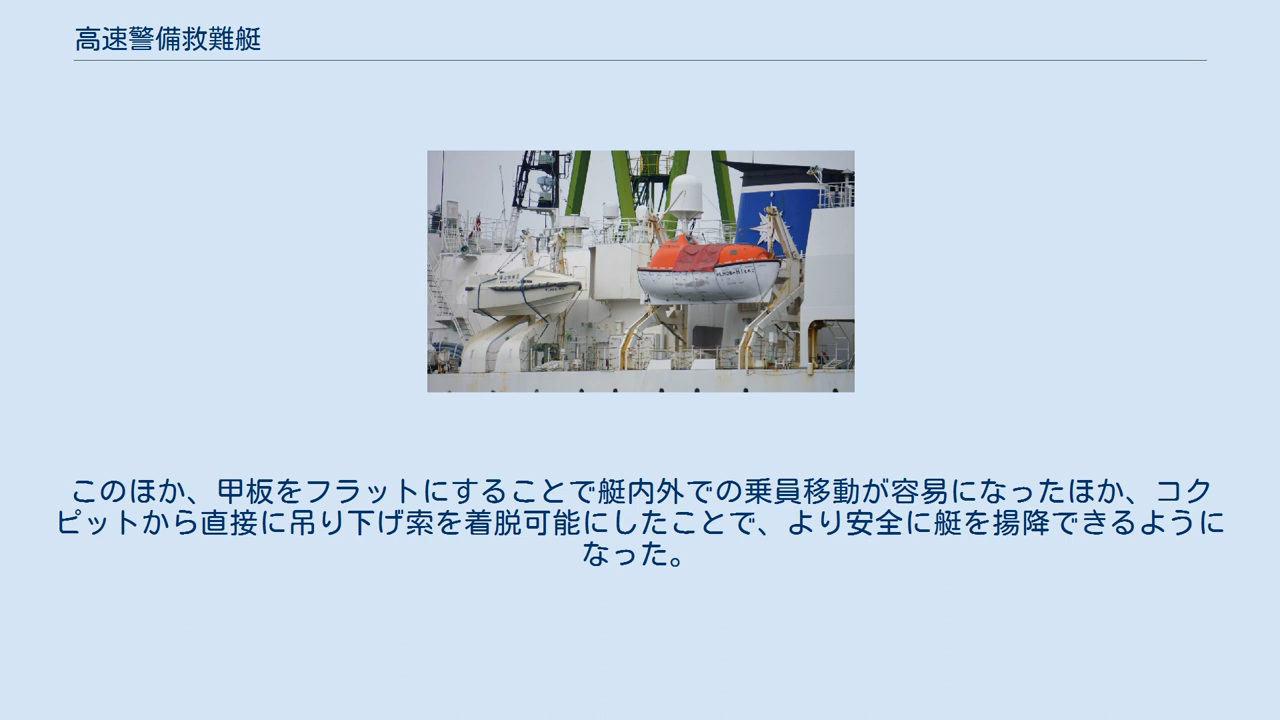 高速警備救難艇
このほか、甲板をフラットにすることで艇内外での乗員移動が容易になったほか、コク
ピットから直接に吊り下げ索を着脱可能にしたことで、より安全に艇を揚降できるように
なった。